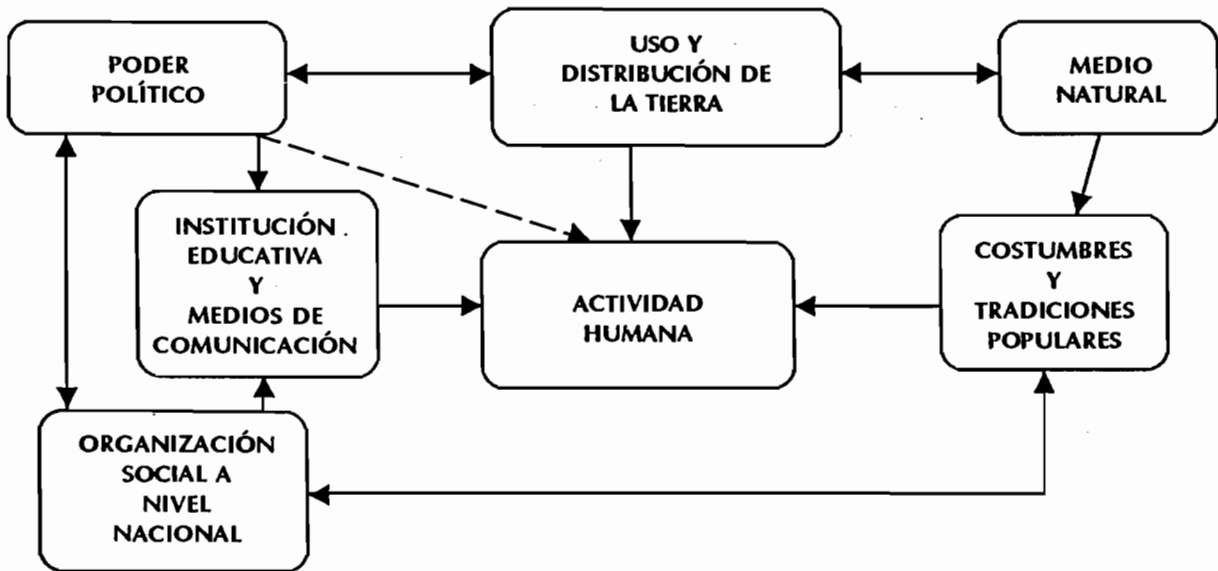 PODER
POLÍTICO
USO Y
DISTRIBUCIÓN DE
LA TIERRA
MEDIO
NATURAL
INSTITUCIÓN
EDUCATIVA
Y
MEDIOS DE
COMUNICACIÓN
ACTIVIDAD
HUMANA
COSTUMBRES
Y
TRADICIONES
POPULARES
ORGANIZACIÓN
SOCIAL A
NIVEL
NACIONAL